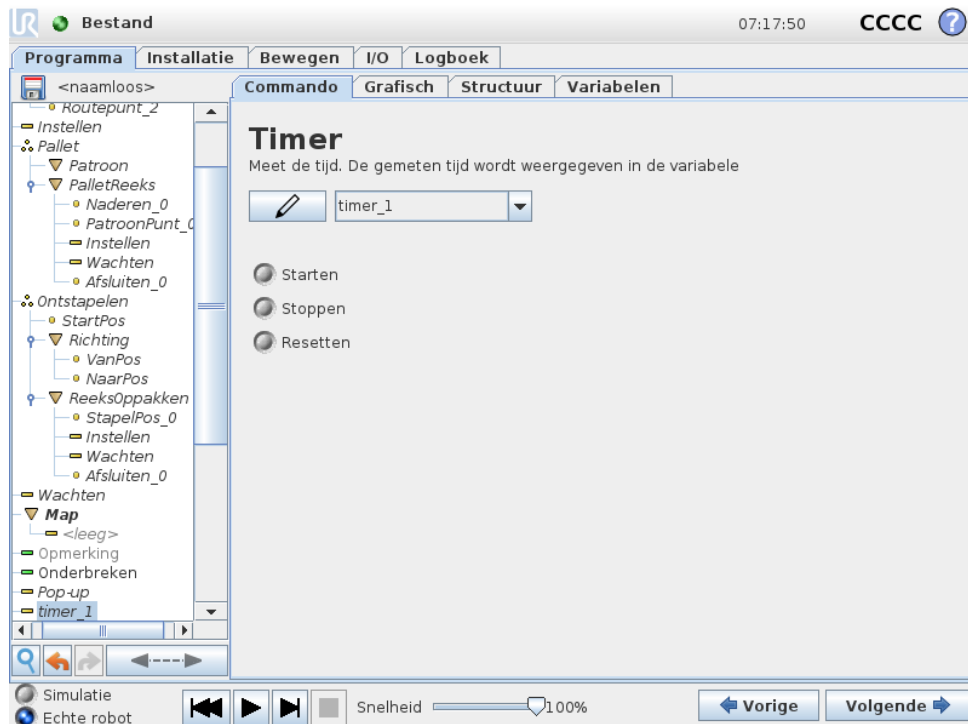 UR Bestand 07:17:50 CCCC ?
Programma Installatie Bewegen I/O Logboek
<naamloos>
Commando Grafisch Structuur Variabelen
Routepunt_2
Instellen
Pallet
Patroon
PalletReeks
Naderen_0
PatroonPunt_0
Instellen
Wachten
Afsluiten_0
Ontstapelen
StartPos
Richting
VanPos
NaarPos
ReeksOppakken
StapelPos_0
Instellen
Wachten
Afsluiten_0
Wachten
Map
<leeg>
Opmerking
Onderbreken
Pop-up
timer_1
Timer
Meet de tijd. De gemeten tijd wordt weergegeven in de variabele
timer_1
Starten
Stoppen
Resetten
Simulatie
Echte robot
Snelheid 100%
Vorige Volgende